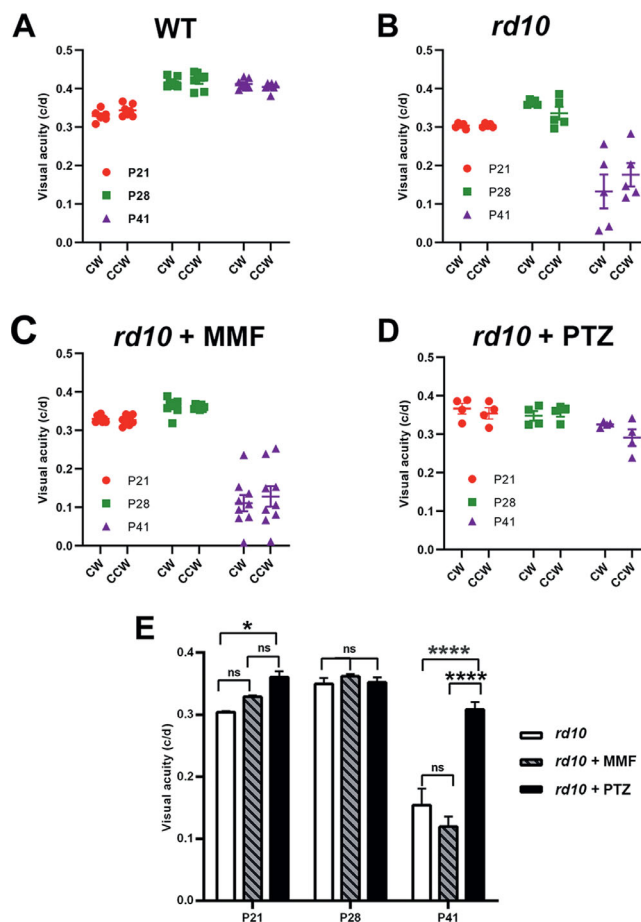 A
WT
Visual acuity (c/d)
0.5
0.4
0.3
0.2
0.1
0.0
P21
P28
P41
CW
CCW
CW
CCW
CW
CCW
B
rd10
Visual acuity (c/d)
0.5
0.4
0.3
0.2
0.1
0.0
P21
P28
P41
CW
CCW
CW
CCW
CW
CCW
C
rd10 + MMF
Visual acuity (c/d)
0.5
0.4
0.3
0.2
0.1
0.0
P21
P28
P41
CW
CCW
CW
CCW
CW
CCW
D
rd10 + PTZ
Visual acuity (c/d)
0.5
0.4
0.3
0.2
0.1
0.0
P21
P28
P41
CW
CCW
CW
CCW
CW
CCW
E
Visual acuity (c/d)
0.4
0.3
0.2
0.1
0.0
*
ns
ns
ns
****
****
ns
P21
P28
P41
rd10
rd10 + MMF
rd10 + PTZ